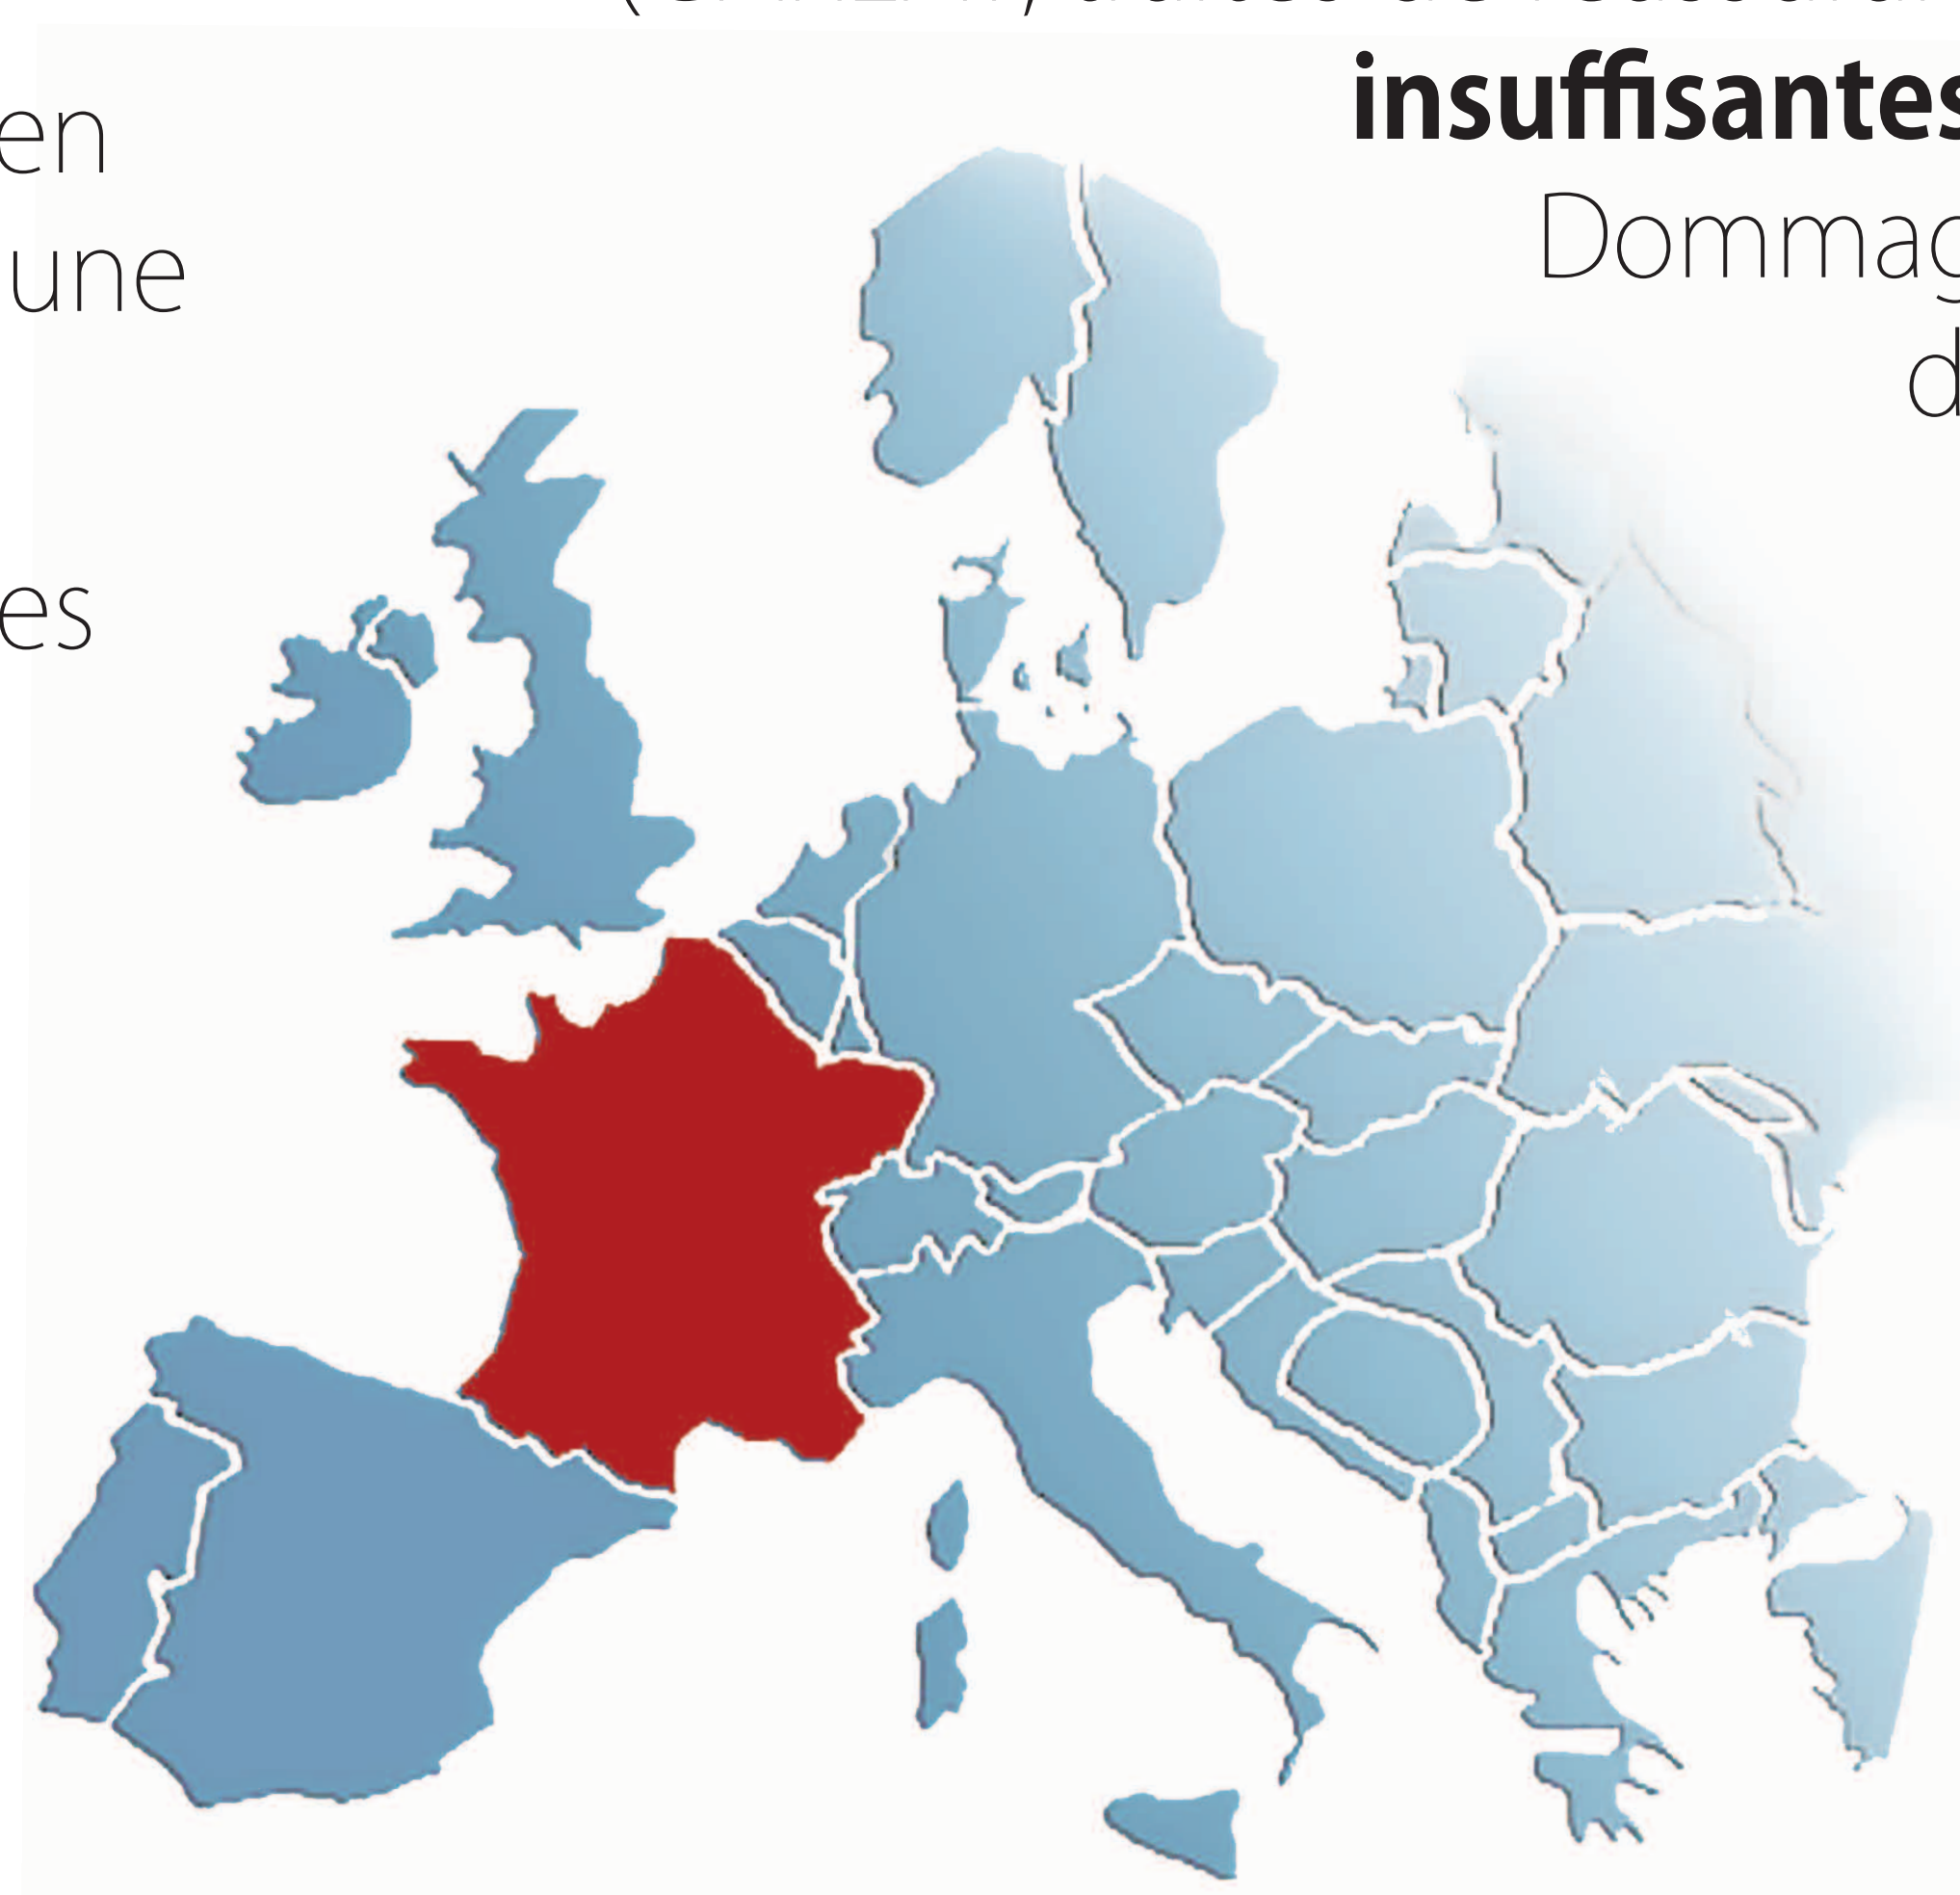 insuffisantes
en
Dommag
une
d
es